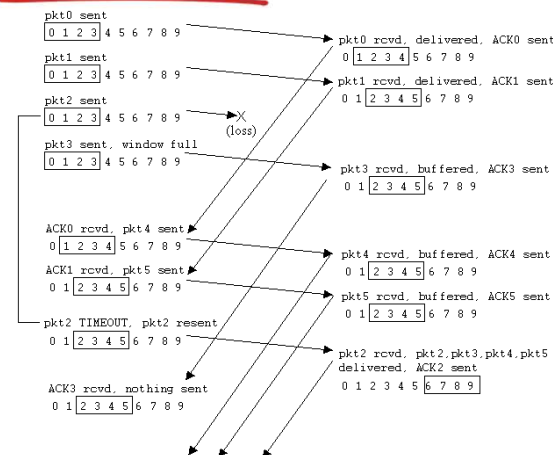 pkt0 sent
0 1 2 3 4 5 6 7 8 9
pkt1 sent
0 1 2 3 4 5 6 7 8 9
pkt2 sent
0 1 2 3 4 5 6 7 8 9
X
(loss)
pkt3 sent, window full
0 1 2 3 4 5 6 7 8 9
ACK0 rcvd, pkt4 sent
0 1 2 3 4 5 6 7 8 9
ACK1 rcvd, pkt5 sent
0 1 2 3 4 5 6 7 8 9
pkt2 TIMEOUT, pkt2 resent
0 1 2 3 4 5 6 7 8 9
ACK3 rcvd, nothing sent
0 1 2 3 4 5 6 7 8 9
pkt0 rcvd, delivered, ACK0 sent
0 1 2 3 4 5 6 7 8 9
pkt1 rcvd, delivered, ACK1 sent
0 1 2 3 4 5 6 7 8 9
pkt3 rcvd, buffered, ACK3 sent
0 1 2 3 4 5 6 7 8 9
pkt4 rcvd, buffered, ACK4 sent
0 1 2 3 4 5 6 7 8 9
pkt5 rcvd, buffered, ACK5 sent
0 1 2 3 4 5 6 7 8 9
pkt2 rcvd, pkt2,pkt3,pkt4,pkt5
delivered, ACK2 sent
0 1 2 3 4 5 6 7 8 9